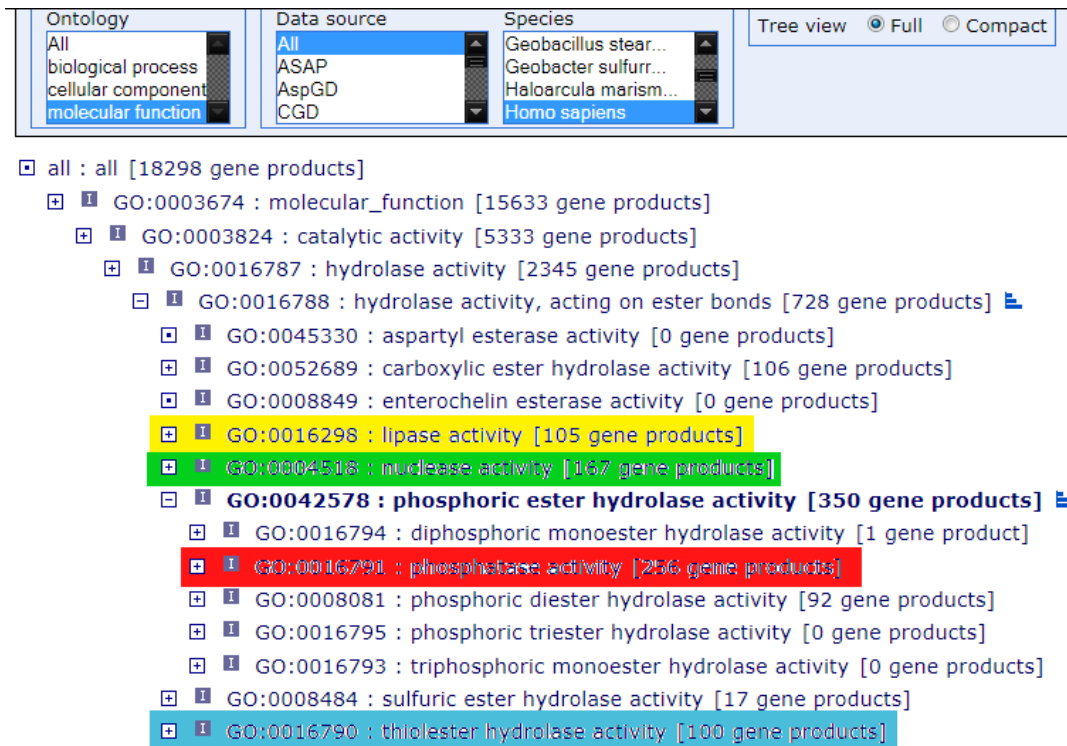 Ontology Data source Species Tree view Full Compact
All All Geobacillus stear...
biological process ASAP Geobacter sulfurr...
cellular component AspGD Haloarcula marism...
molecular function CGD Homo sapiens
all : all [18298 gene products]
I GO:0003674 : molecular_function [15633 gene products]
I GO:0003824 : catalytic activity [5333 gene products]
I GO:0016787 : hydrolase activity [2345 gene products]
I GO:0016788 : hydrolase activity, acting on ester bonds [728 gene products]
I GO:0045330 : aspartyl esterase activity [0 gene products]
I GO:0052689 : carboxylic ester hydrolase activity [106 gene products]
I GO:0008849 : enterochelin esterase activity [0 gene products]
I GO:0016298 : lipase activity [105 gene products]
I GO:0004518 : nuclease activity [167 gene products]
I GO:0042578 : phosphoric ester hydrolase activity [350 gene products]
I GO:0016794 : diphosphoric monoester hydrolase activity [1 gene product]
I GO:0016791 : phosphatase activity [256 gene products]
I GO:0008081 : phosphoric diester hydrolase activity [92 gene products]
I GO:0016795 : phosphoric triester hydrolase activity [0 gene products]
I GO:0016793 : triphosphoric monoester hydrolase activity [0 gene products]
I GO:0008484 : sulfuric ester hydrolase activity [17 gene products]
I GO:0016790 : thiolester hydrolase activity [100 gene products]